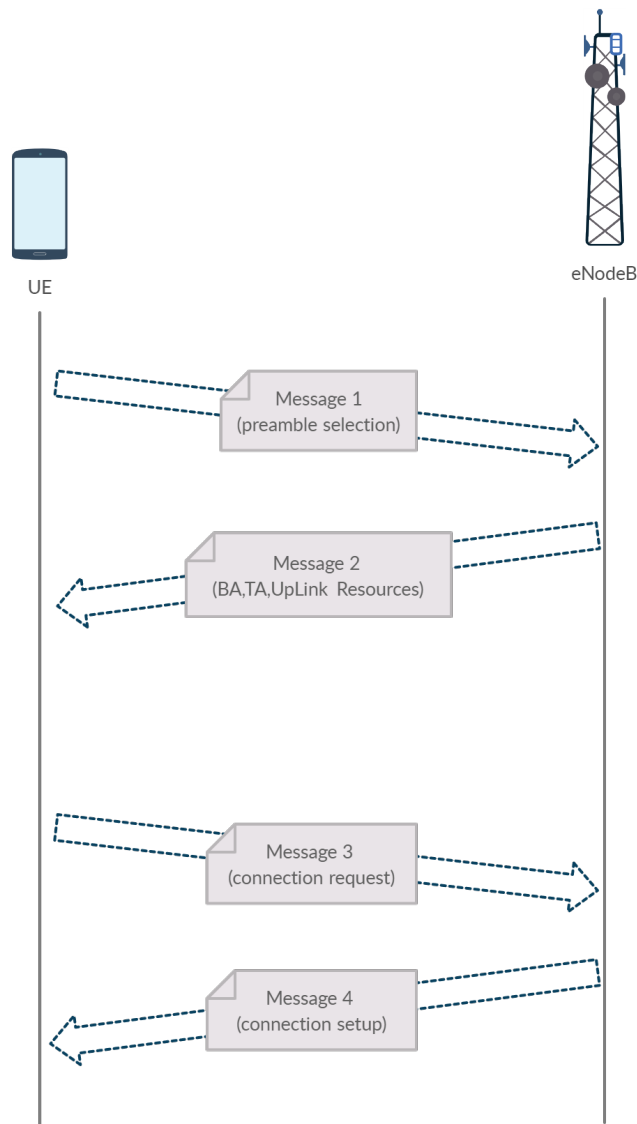 eNodeB
UE
Message 1
(preamble selection)
Message 2
(BA,TA,UpLink Resources)
Message 3
(connection request)
Message 4
(connection setup)